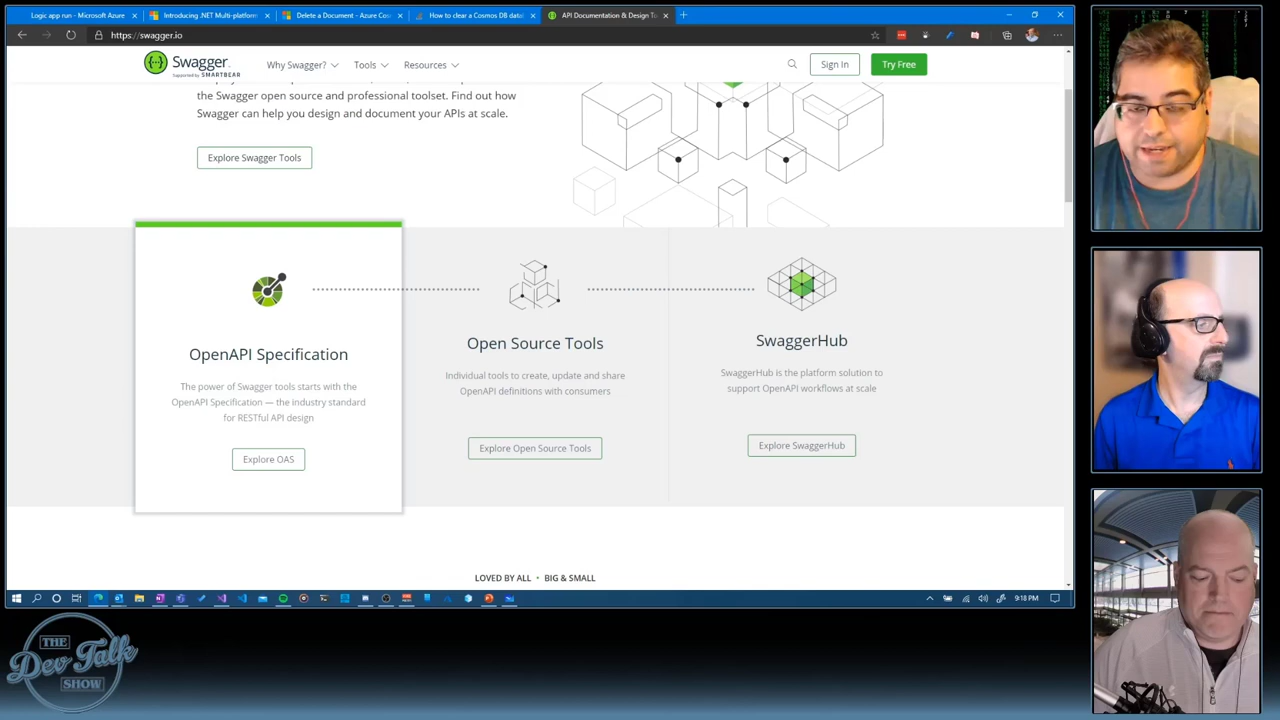 Logic app run - Microsoft Azure
Introducing .NET Multi-platform
Delete a Document - Azure Cos
How to clear a Cosmos DB data
API Documentation & Design To
https://swagger.io
Swagger
Supported by SMARTBEAR
Why Swagger?
Tools
Resources
Sign In
Try Free
the Swagger open source and professional toolset. Find out how
Swagger can help you design and document your APIs at scale.
Explore Swagger Tools
OpenAPI Specification
The power of Swagger tools starts with the
OpenAPI Specification — the industry standard
for RESTful API design
Explore OAS
Open Source Tools
Individual tools to create, update and share
OpenAPI definitions with consumers
Explore Open Source Tools
SwaggerHub
SwaggerHub is the platform solution to
support OpenAPI workflows at scale
Explore SwaggerHub
LOVED BY ALL • BIG & SMALL
9:18 PM
THE
Dev Talk
SHOW